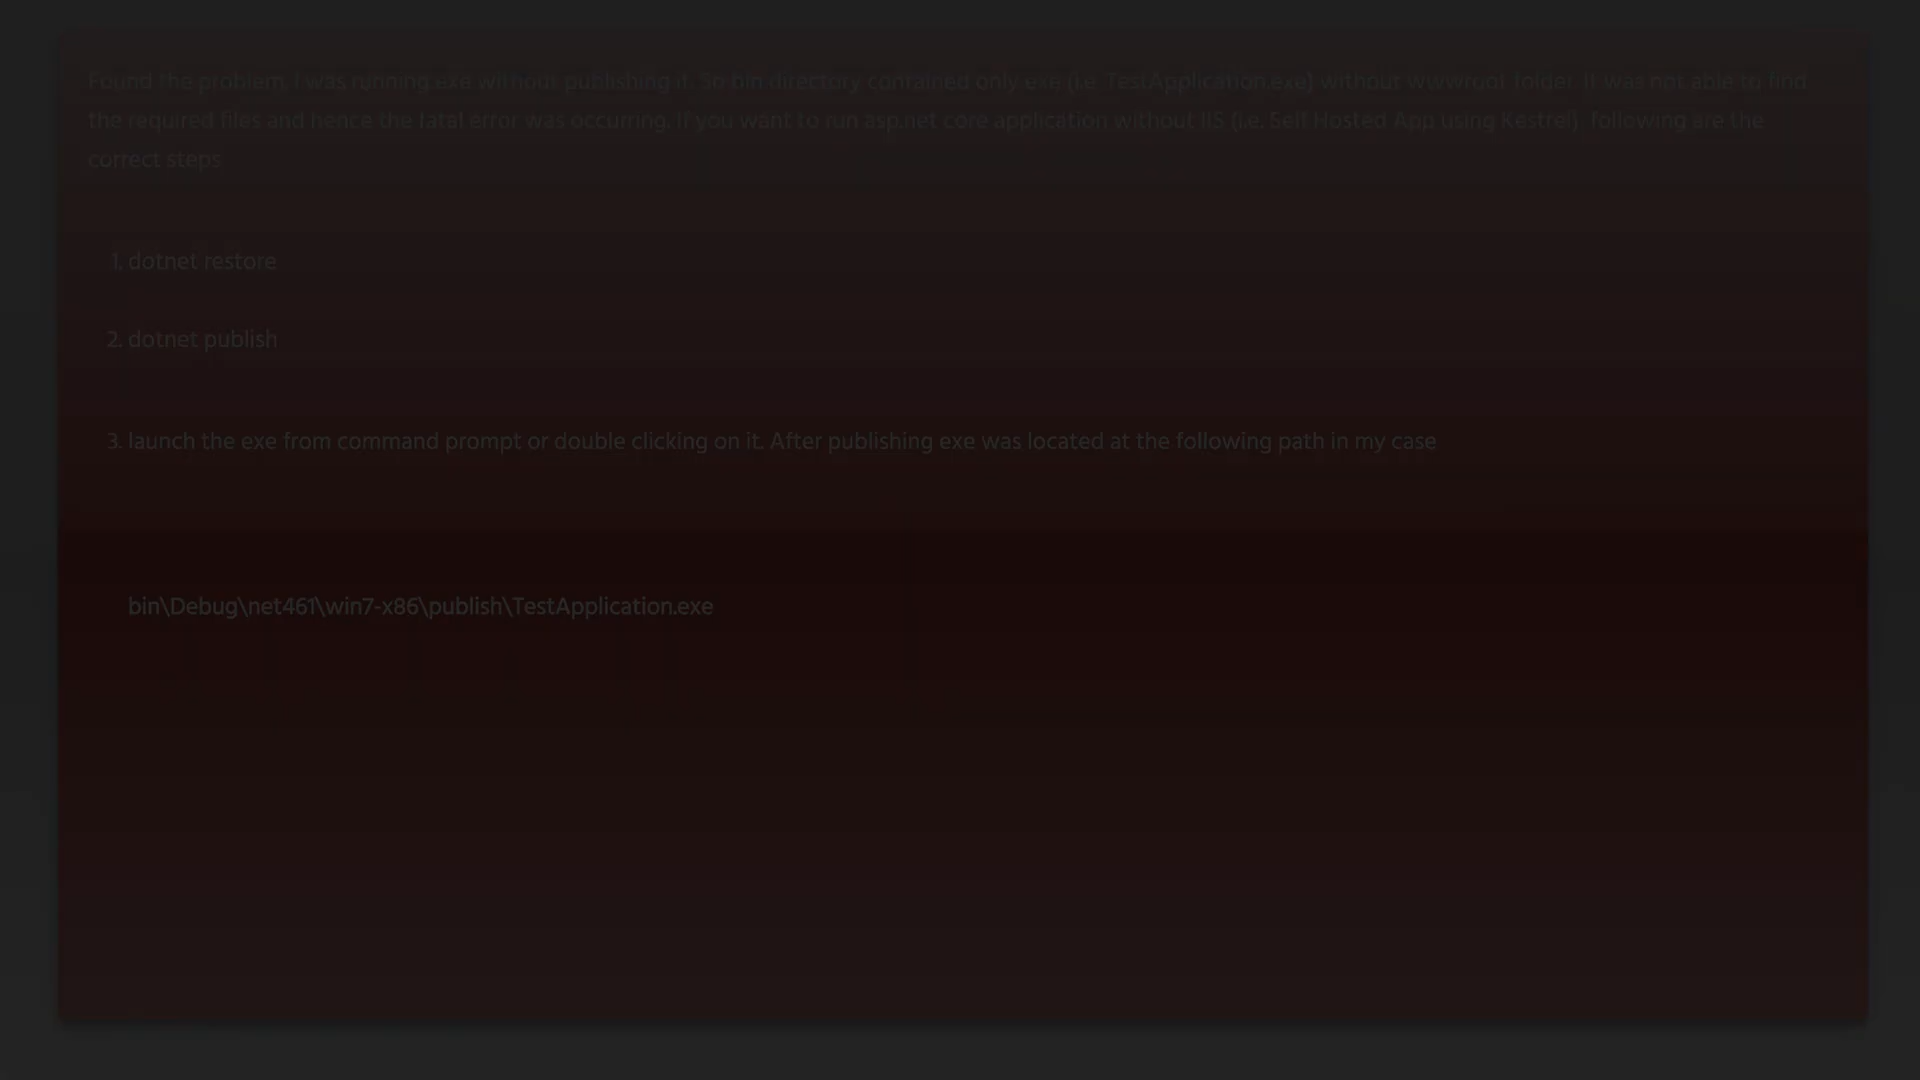 Found the problem. I was running exe without publishing it. So bin directory contained only exe (i.e. TestApplication.exe) without wwwroot folder. It was not able to find
the required files and hence the fatal error was occurring. If you want to run asp.net core application without IIS (i.e. Self Hosted App using Kestrel), following are the
correct steps
1. dotnet restore
2. dotnet publish
3. launch the exe from command prompt or double clicking on it. After publishing exe was located at the following path in my case
bin\Debug\net461\win7-x86\publish\TestApplication.exe